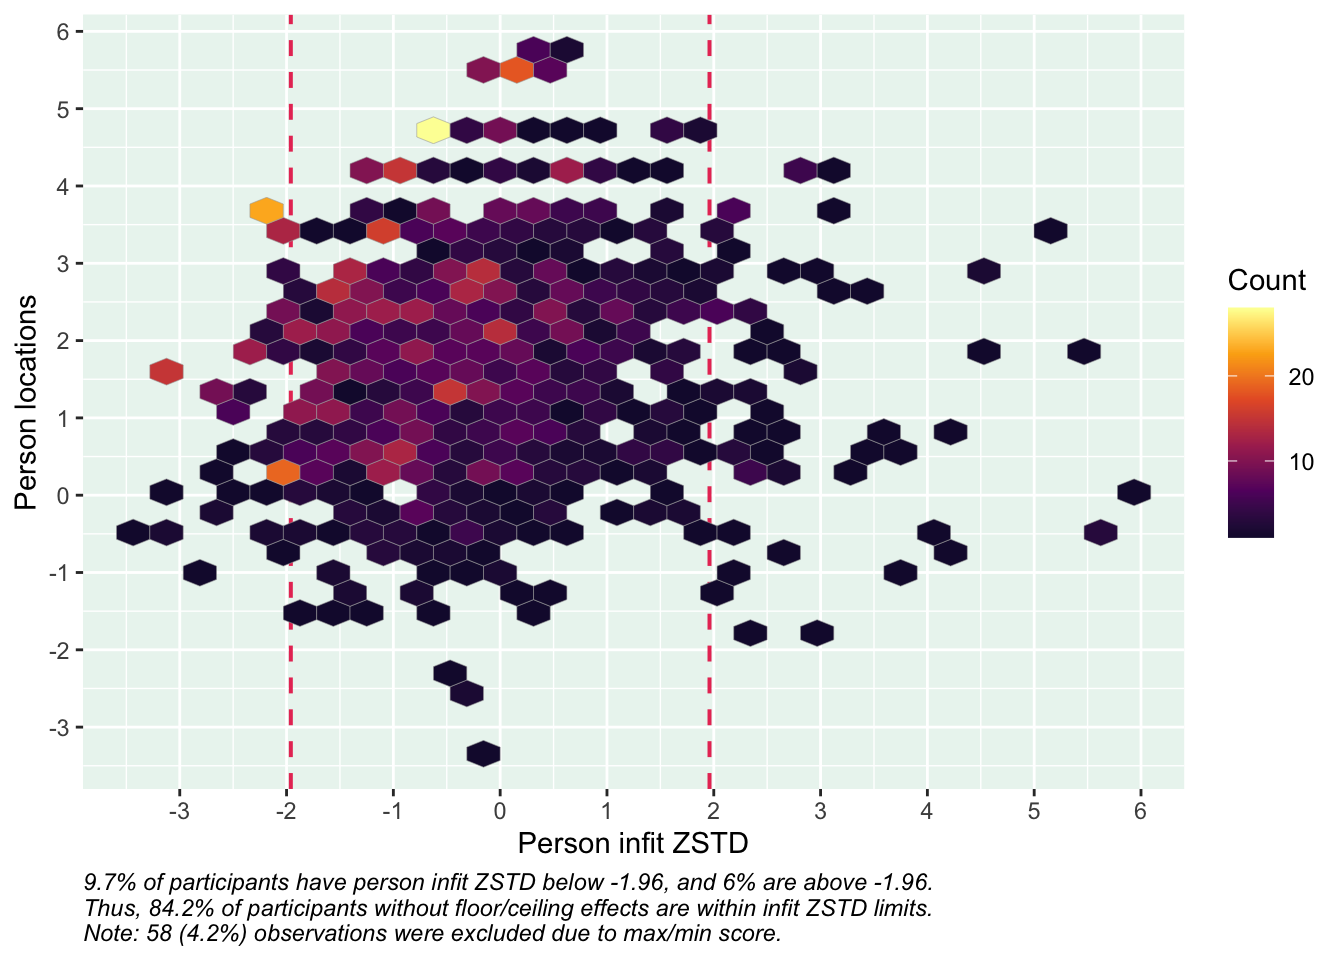 6
5
4
3
2
1
0
-1
-2
-3
Person locations
-3 -2 -1 0 1 2 3 4 5 6
Person infit ZSTD
Count
20
10
9.7% of participants have person infit ZSTD below -1.96, and 6% are above -1.96.
Thus, 84.2% of participants without floor/ceiling effects are within infit ZSTD limits.
Note: 58 (4.2%) observations were excluded due to max/min score.